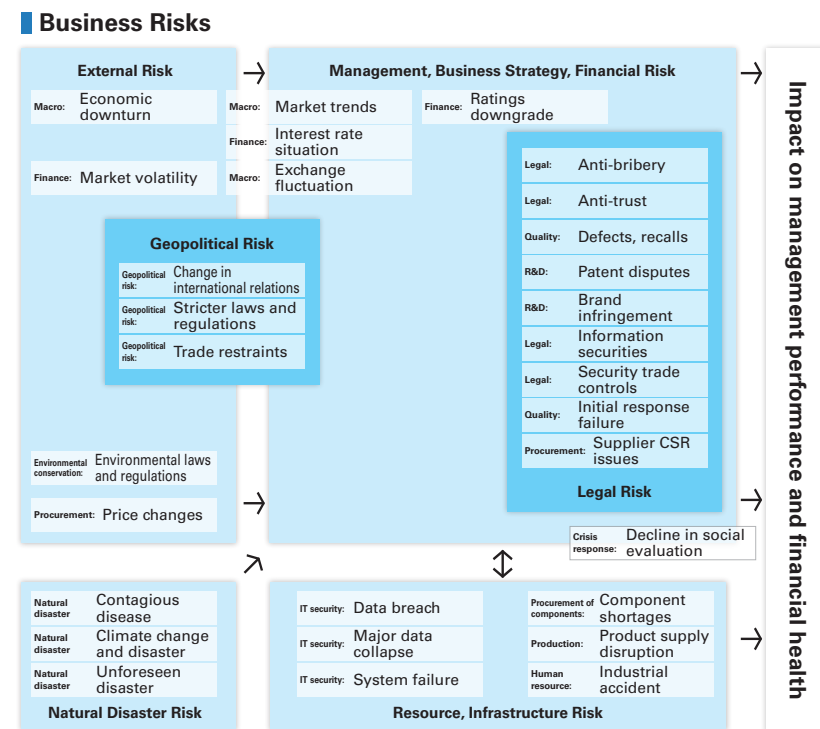 Business Risks
External Risk
Macro: Economic
downturn
Finance: Market volatility
Management, Business Strategy, Financial Risk
Macro: Market trends
Finance: Interest rate
situation
Macro: Exchange
fluctuation
Finance: Ratings
downgrade
Geopolitical Risk
Geopolitical
risk:
Change in
international relations
Geopolitical
risk:
Stricter laws and
regulations
Geopolitical
risk:
Trade restraints
Environmental
conservation:
Environmental laws
and regulations
Procurement: Price changes
Legal: Anti-bribery
Legal: Anti-trust
Quality: Defects, recalls
R&D: Patent disputes
R&D: Brand
infringement
Legal: Information
securities
Legal: Security trade
controls
Quality: Initial response
failure
Procurement: Supplier CSR
issues
Legal Risk
Crisis
response:
Decline in social
evaluation
Natural
disaster
Contagious
disease
Natural
disaster
Climate change
and disaster
Natural
disaster
Unforeseen
disaster
Natural Disaster Risk
IT security: Data breach
IT security: Major data
collapse
IT security: System failure
Procurement of
components:
Component
shortages
Production: Product supply
disruption
Human
resource:
Industrial
accident
Resource, Infrastructure Risk
Impact on management performance and financial health